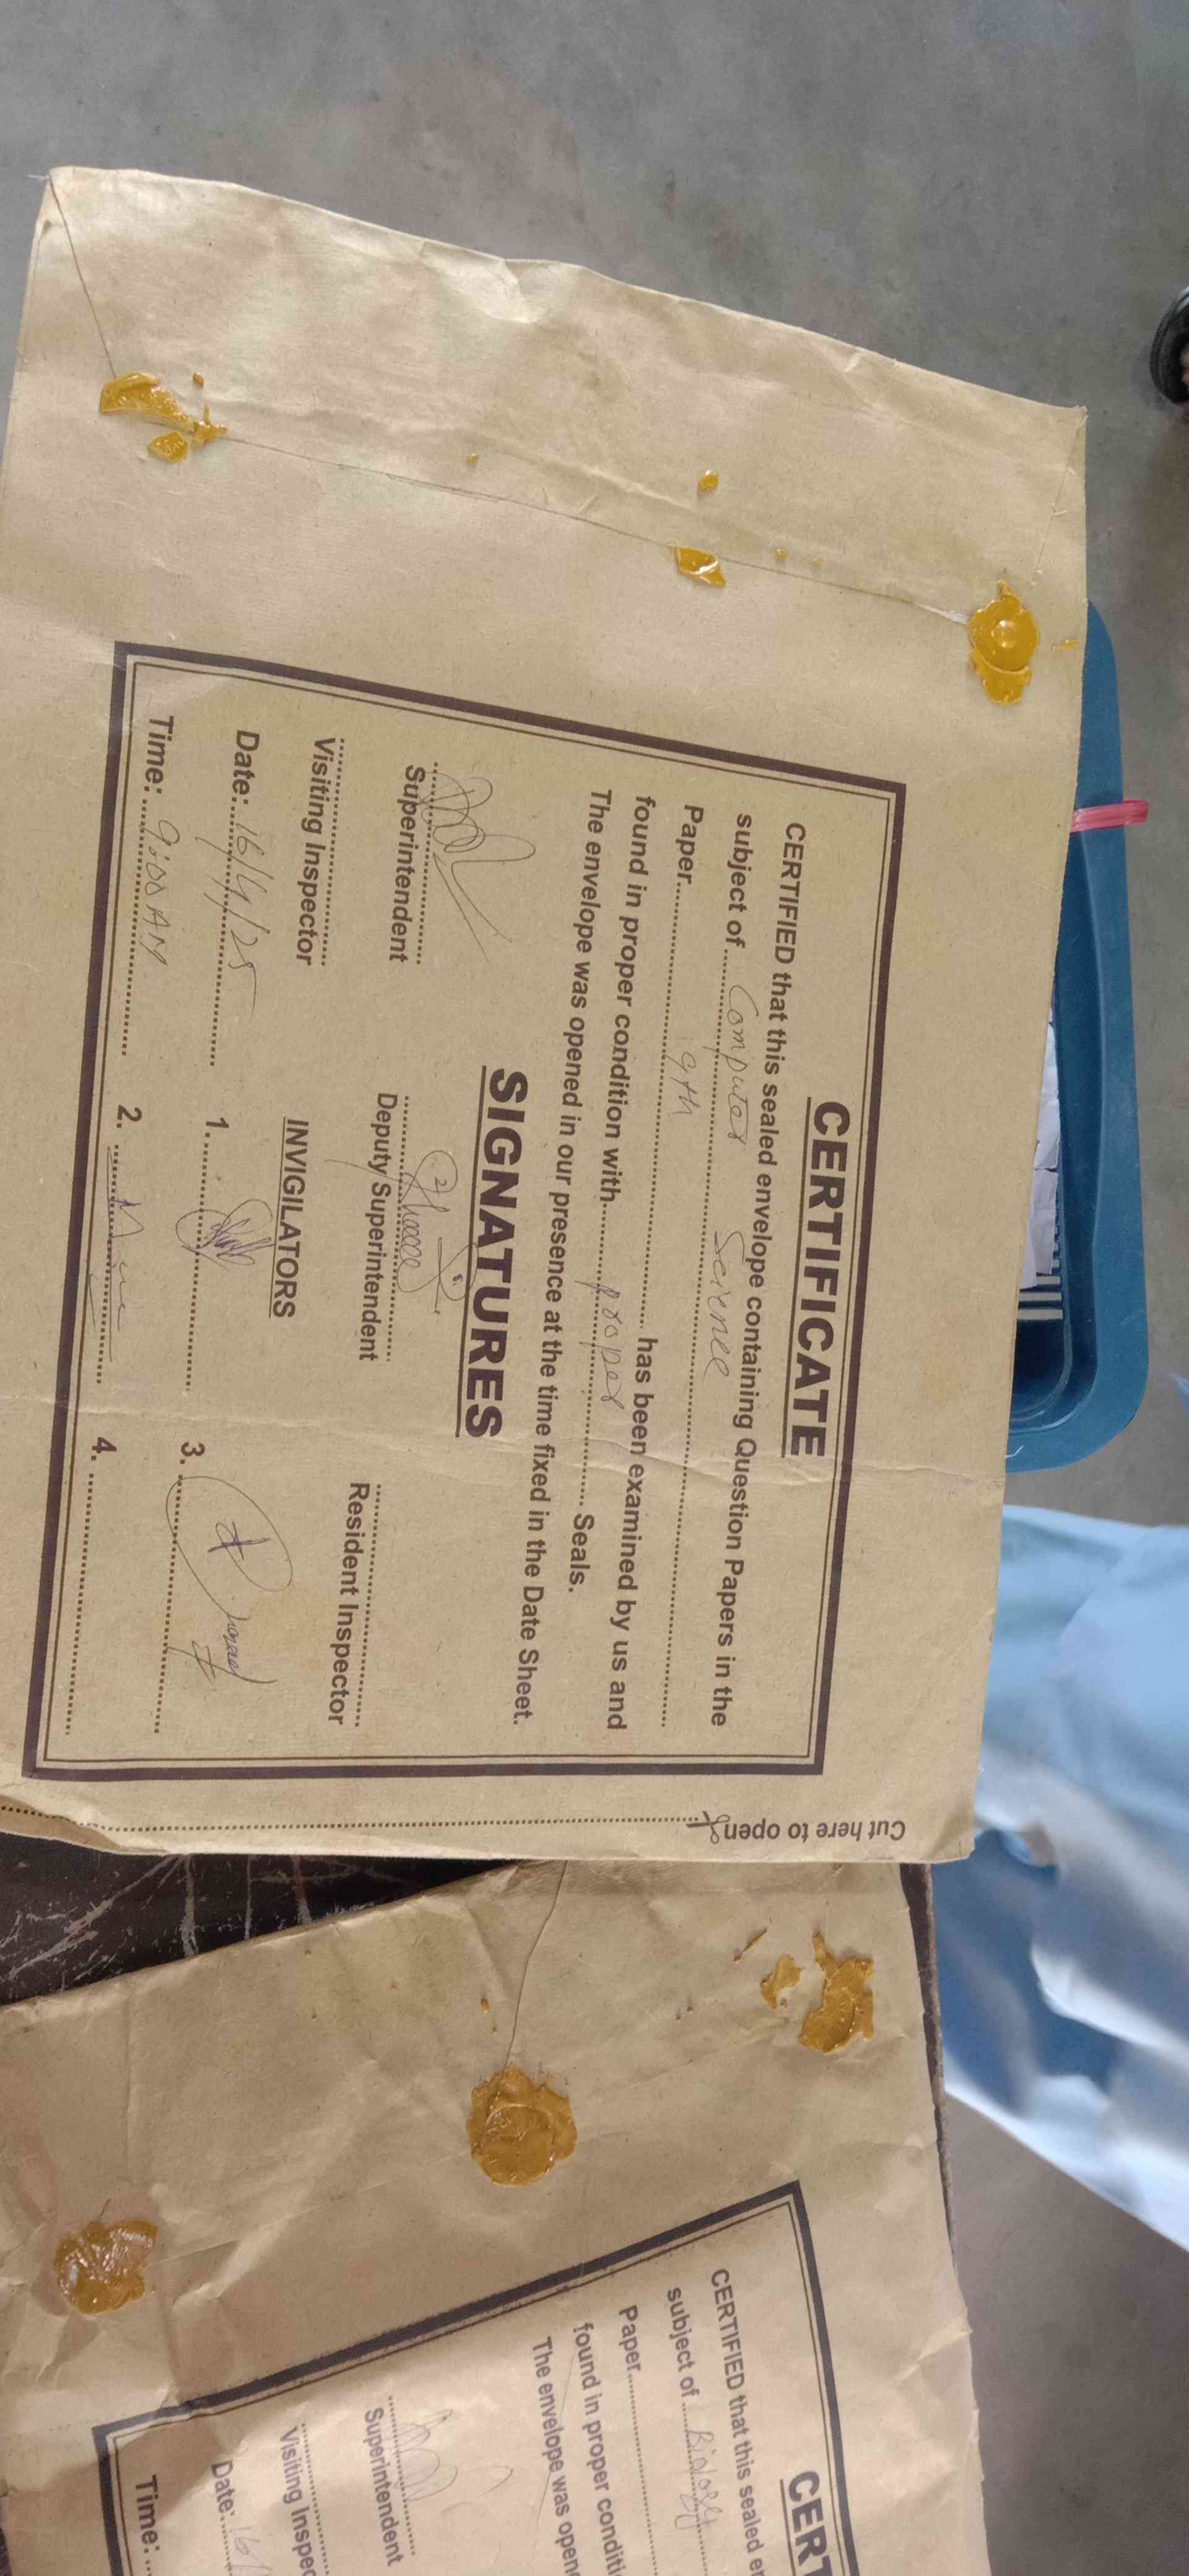 CERTIFICATE
CERTIFIED that this sealed envelope containing Question Papers in the
subject of Computer Science
Paper 9th has been examined by us and
found in proper condition with proper Seals.
The envelope was opened in our presence at the time fixed in the Date Sheet.
SIGNATURES
Superintendent Deputy Superintendent Resident Inspector
Visiting Inspector INVIGILATORS
Date: 16/4/25 1. 3.
Time: 9:00 AM 2. 4.
Cut here to open
CERT
CERTIFIED that this sealed en
subject of Biology
Paper
found in proper conditi
The envelope was open
Superintendent
Visiting Inspec
Date: 16/
Time: